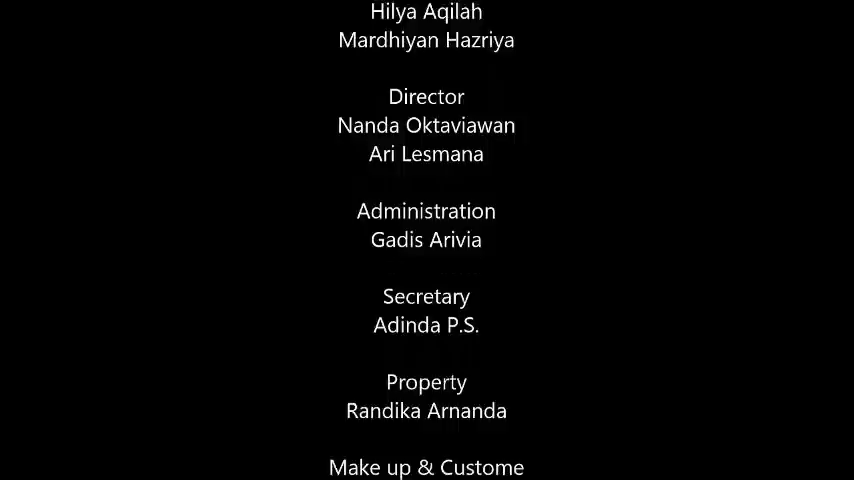 Hilya Aqilah
Mardhiyan Hazriya
Director
Nanda Oktaviawan
Ari Lesmana
Administration
Gadis Arivia
Secretary
Adinda P.S.
Property
Randika Arnanda
Make up & Custome